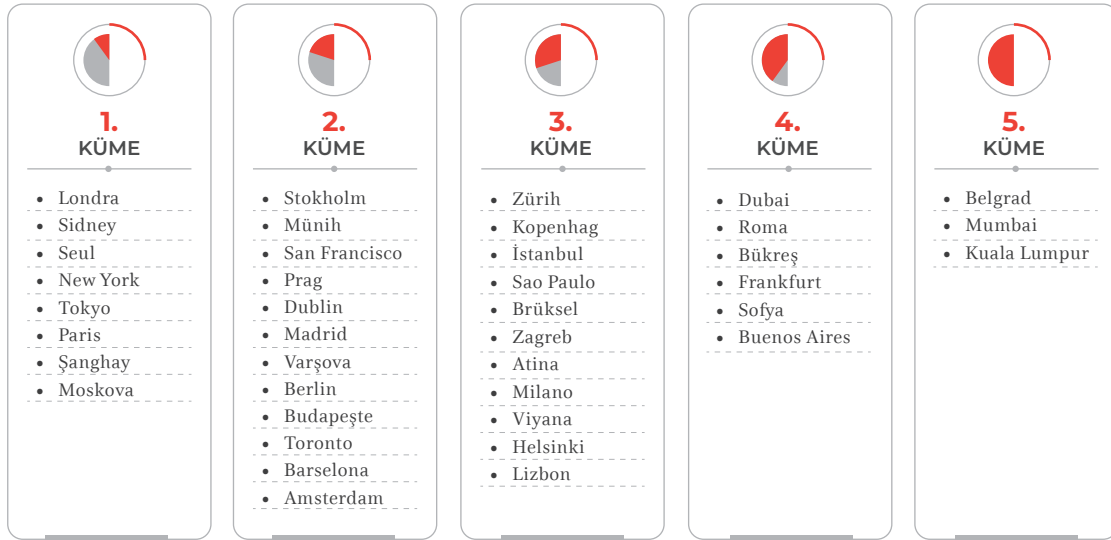 1.
KÜME
• Londra
• Sidney
• Seul
• New York
• Tokyo
• Paris
• Şanghay
• Moskova
2.
KÜME
• Stokholm
• Münih
• San Francisco
• Prag
• Dublin
• Madrid
• Varşova
• Berlin
• Budapeşte
• Toronto
• Barselona
• Amsterdam
3.
KÜME
• Zürih
• Kopenhag
• İstanbul
• Sao Paulo
• Brüksel
• Zagreb
• Atina
• Milano
• Viyana
• Helsinki
• Lizbon
4.
KÜME
• Dubai
• Roma
• Bükreş
• Frankfurt
• Sofya
• Buenos Aires
5.
KÜME
• Belgrad
• Mumbai
• Kuala Lumpur